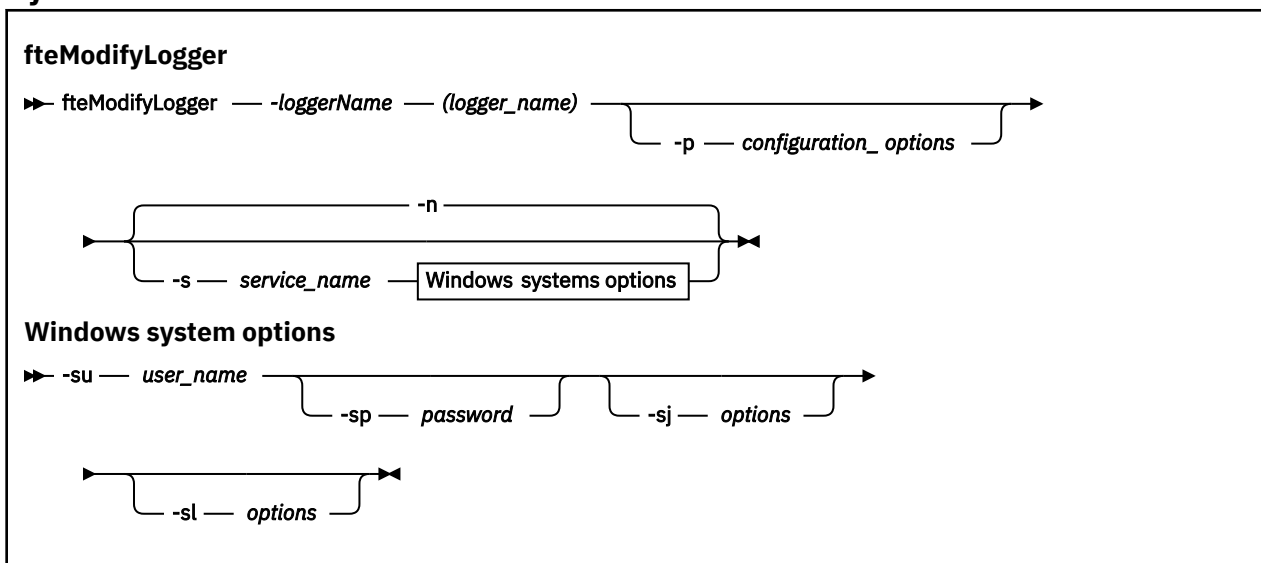 fteModifyLogger
fteModifyLogger -loggerName (logger_name)
-p configuration_ options
-n
-s service_name Windows systems options
Windows system options
-su user_name
-sp password -sj options
-sl options